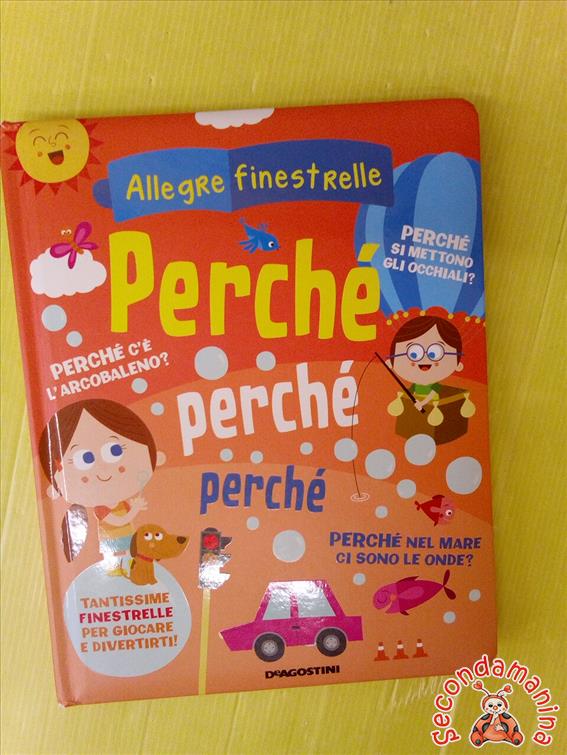 Allegre finestrelle
Perché
PERCHÉ
SI METTONO
GLI OCCHIALI?
PERCHÉ C'È
L'ARCOBALENO?
perché
perché
PERCHÉ NEL MARE
CI SONO LE ONDE?
TANTISSIME
FINESTRELLE
PER GIOCARE
E DIVERTIRTI!
DeAGOSTINI
Secondamanina